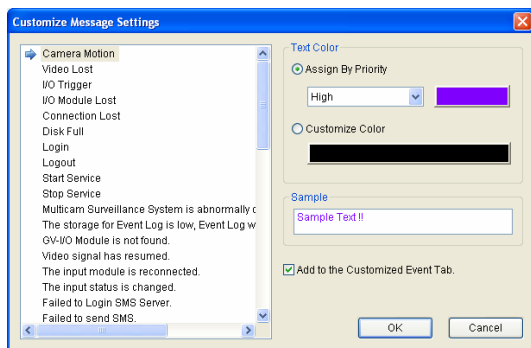 Customize Message Settings
Camera Motion
Video Lost
I/O Trigger
I/O Module Lost
Connection Lost
Disk Full
Login
Logout
Start Service
Stop Service
Multicam Surveillance System is abnormally
The storage for Event Log is low, Event Log
GV-I/O Module is not found.
Video signal has resumed.
The input module is reconnected.
The input status is changed.
Failed to Login SMS Server.
Failed to send SMS.
Text Color
Assign By Priority
High
Customize Color
Sample
Sample Text !!
Add to the Customized Event Tab.
OK
Cancel